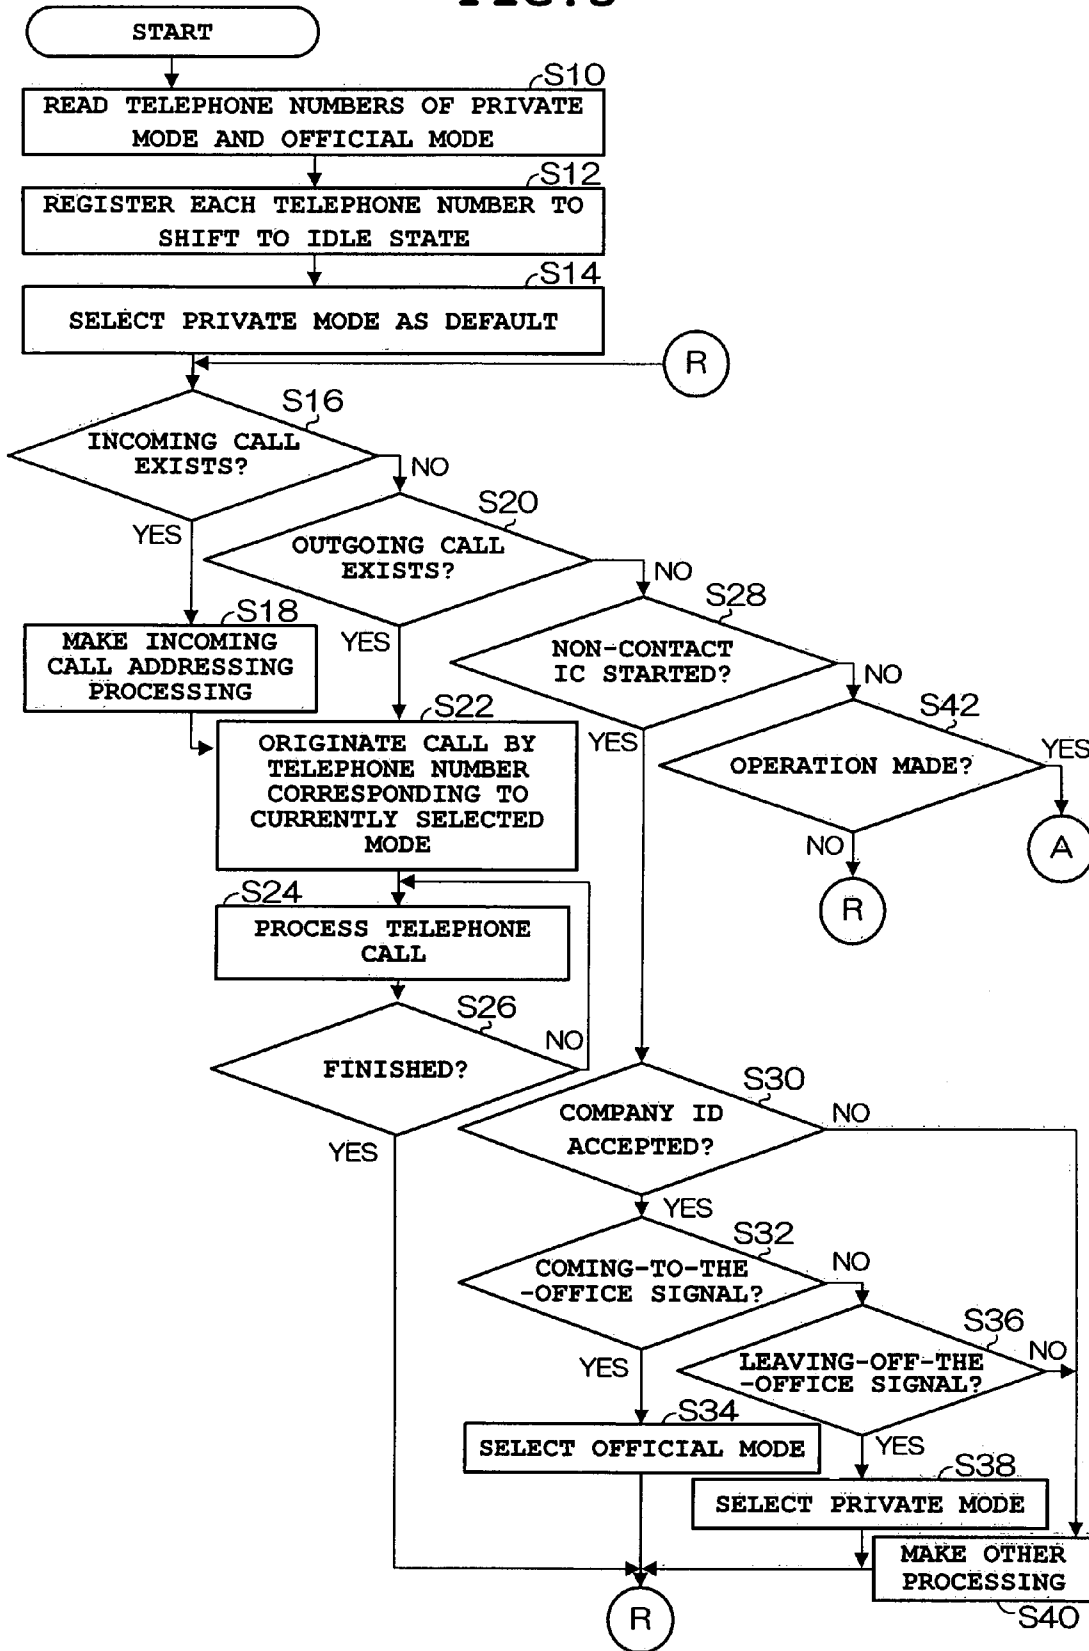 START
S10
READ TELEPHONE NUMBERS OF PRIVATE
MODE AND OFFICIAL MODE
S12
REGISTER EACH TELEPHONE NUMBER TO
SHIFT TO IDLE STATE
S14
SELECT PRIVATE MODE AS DEFAULT
R
S16
INCOMING CALL
EXISTS?
NO
YES
S20
OUTGOING CALL
EXISTS?
NO
YES
S18
MAKE INCOMING
CALL ADDRESSING
PROCESSING
S28
NON-CONTACT
IC STARTED?
NO
YES
S22
ORIGINATE CALL BY
TELEPHONE NUMBER
CORRESPONDING TO
CURRENTLY SELECTED
MODE
S42
OPERATION MADE?
YES
NO
A
R
S24
PROCESS TELEPHONE
CALL
S26
FINISHED?
NO
YES
S30
COMPANY ID
ACCEPTED?
NO
YES
S32
COMING-TO-THE
-OFFICE SIGNAL?
NO
YES
S36
LEAVING-OFF-THE
-OFFICE SIGNAL?
NO
YES
S34
SELECT OFFICIAL MODE
S38
SELECT PRIVATE MODE
MAKE OTHER
PROCESSING
S40
R